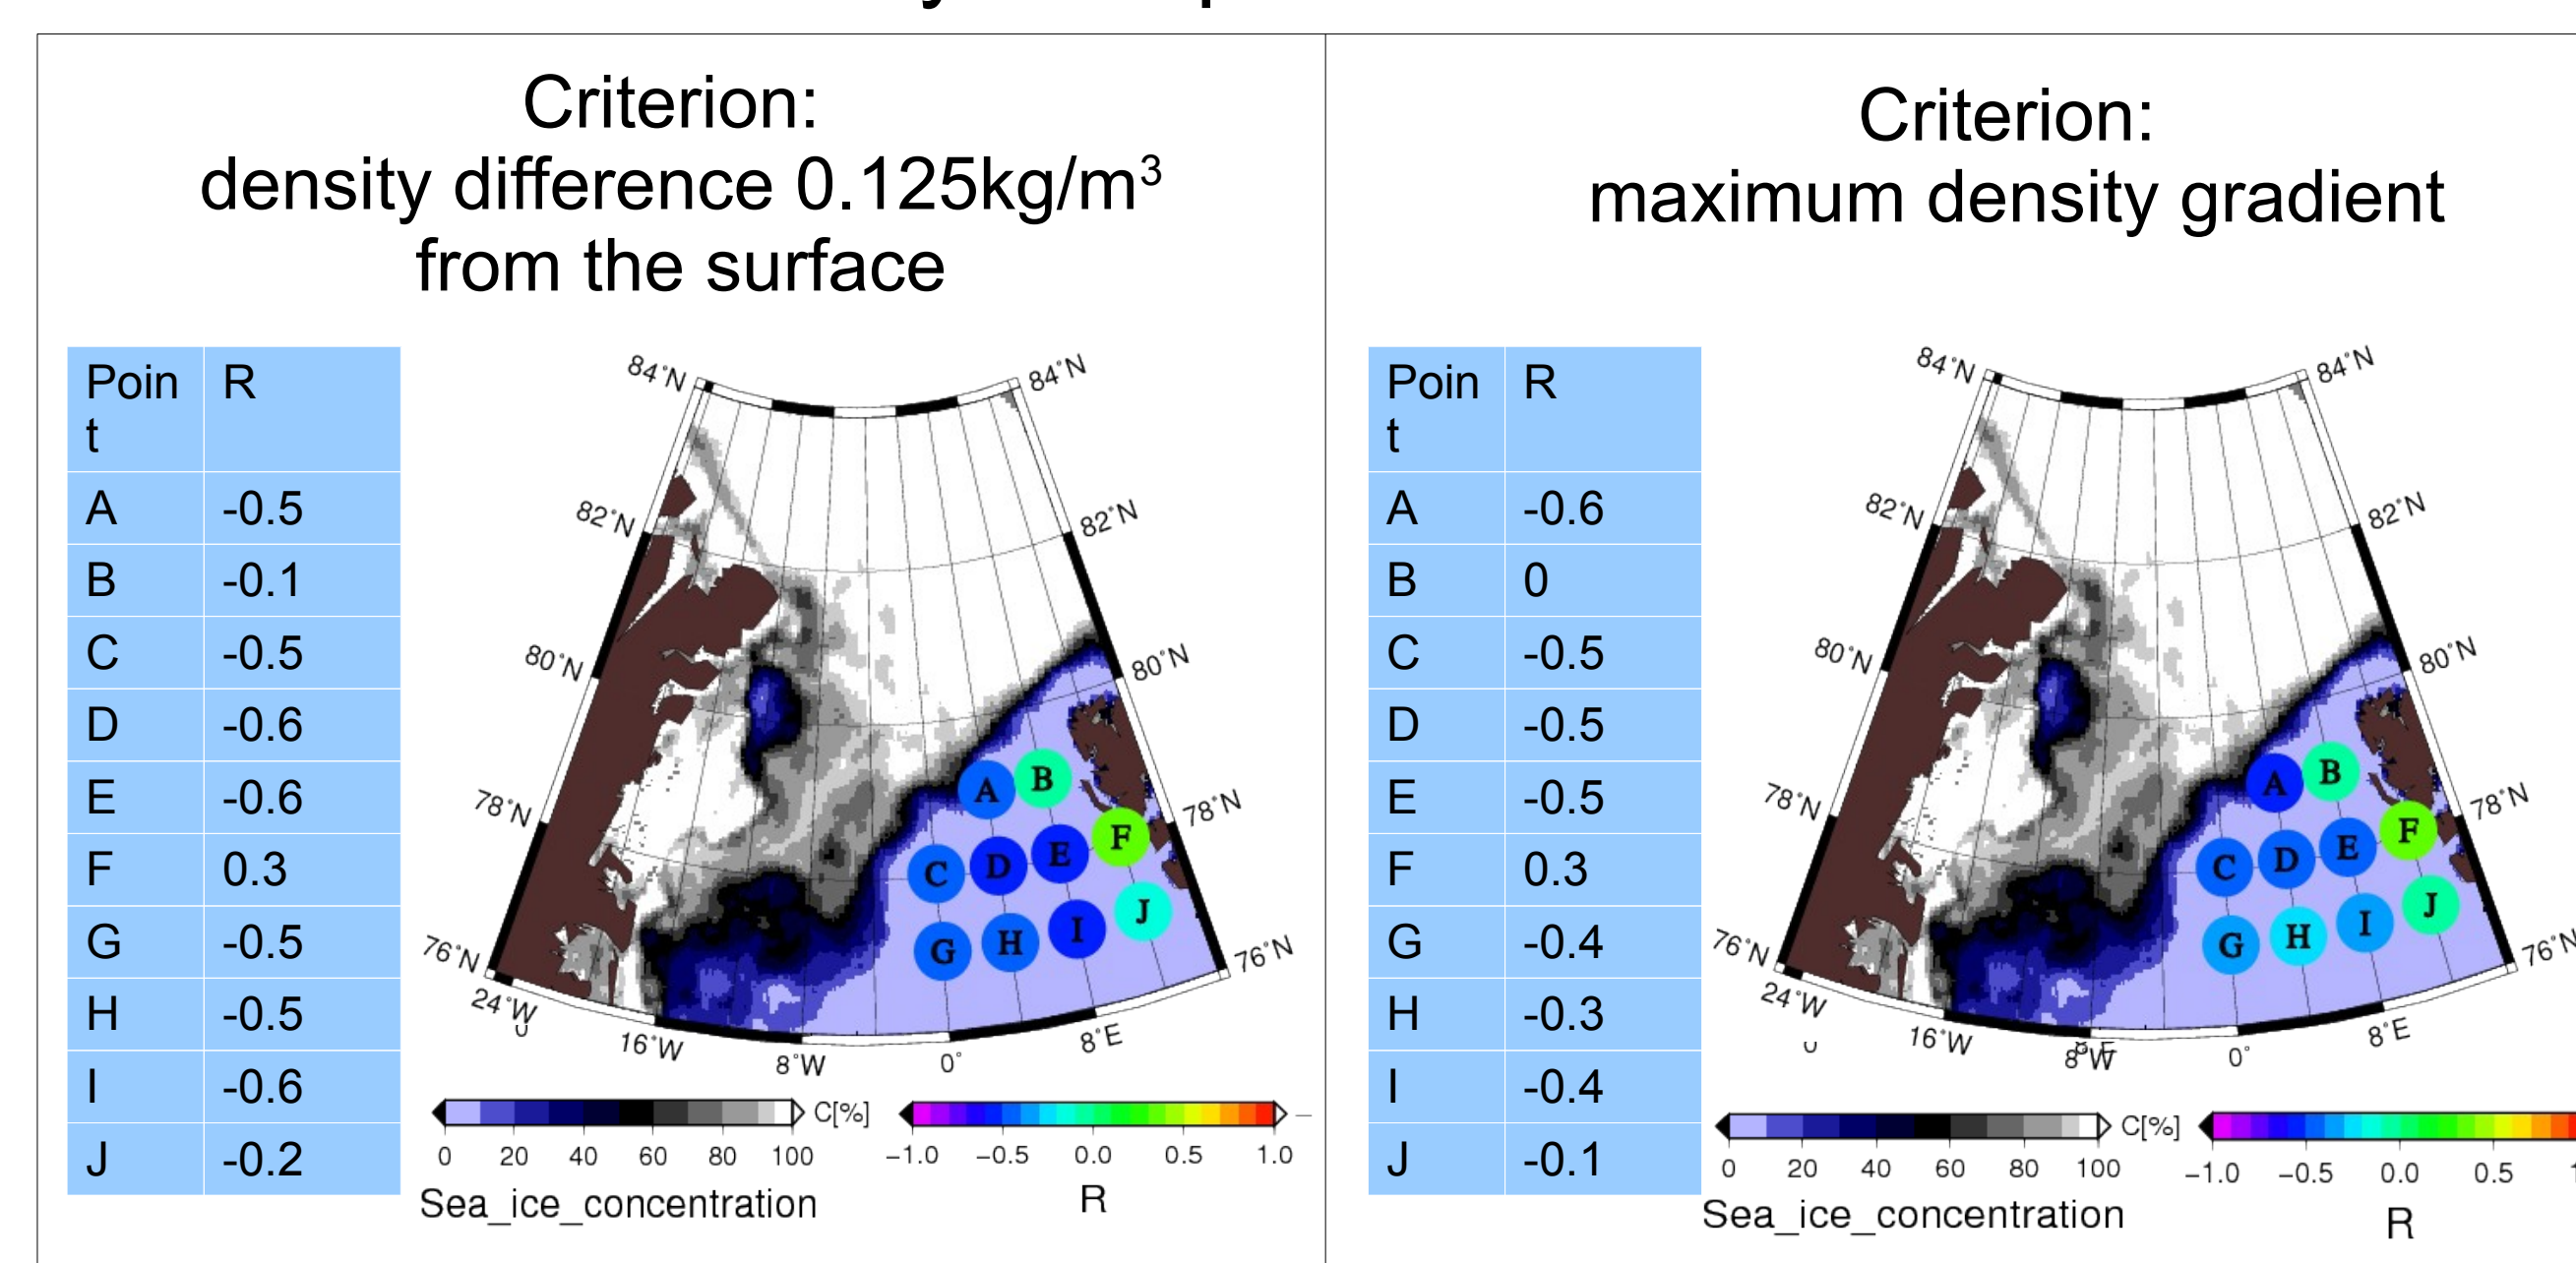 Criterion:
density difference 0.125kg/m³
from the surface
Poin
t
R
A -0.5
B -0.1
C -0.5
D -0.6
E -0.6
F 0.3
G -0.5
H -0.5
I -0.6
J -0.2
84°N
84°N
82°N
82°N
80°N
80°N
78°N
78°N
76°N
76°N
24°W
16°W
8°W
0°
8°E
A
B
C
D
E
F
G
H
I
J
C[%]
0 20 40 60 80 100
Sea_ice_concentration
−1.0 −0.5 0.0 0.5 1.0
R
Criterion:
maximum density gradient
Poin
t
R
A -0.6
B 0
C -0.5
D -0.5
E -0.5
F 0.3
G -0.4
H -0.3
I -0.4
J -0.1
84°N
84°N
82°N
82°N
80°N
80°N
78°N
78°N
76°N
76°N
24°W
16°W
8°W
0°
8°E
A
B
C
D
E
F
G
H
I
J
C[%]
0 20 40 60 80 100
Sea_ice_concentration
−1.0 −0.5 0.0 0.5
R